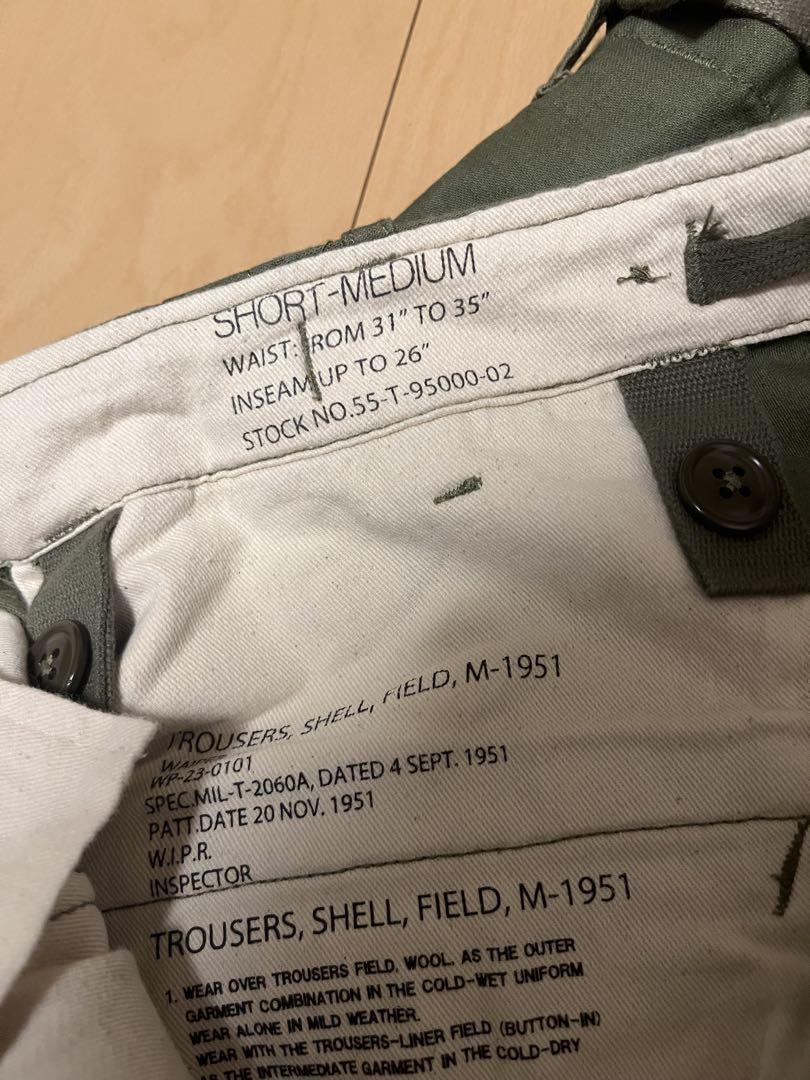 SHORT-MEDIUM
WAIST: FROM 31" TO 35"
INSEAM UP TO 26"
STOCK NO.55-T-95000-02
TROUSERS, SHELL, FIELD, M-1951
WP-23-0101
SPEC.MIL-T-2060A, DATED 4 SEPT. 1951
PATT.DATE 20 NOV. 1951
W.I.P.R.
INSPECTOR
TROUSERS, SHELL, FIELD, M-1951
1. WEAR OVER TROUSERS FIELD, WOOL. AS THE OUTER
GARMENT COMBINATION IN THE COLD-WET UNIFORM
WEAR ALONE IN MILD WEATHER.
WEAR WITH THE TROUSERS-LINER FIELD (BUTTON-IN)
AS THE INTERMEDIATE GARMENT IN THE COLD-DRY